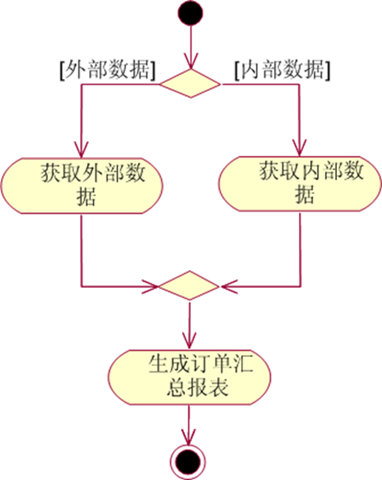 [外部数据]
[内部数据]
获取外部数
据
获取内部数
据
生成订单汇
总报表